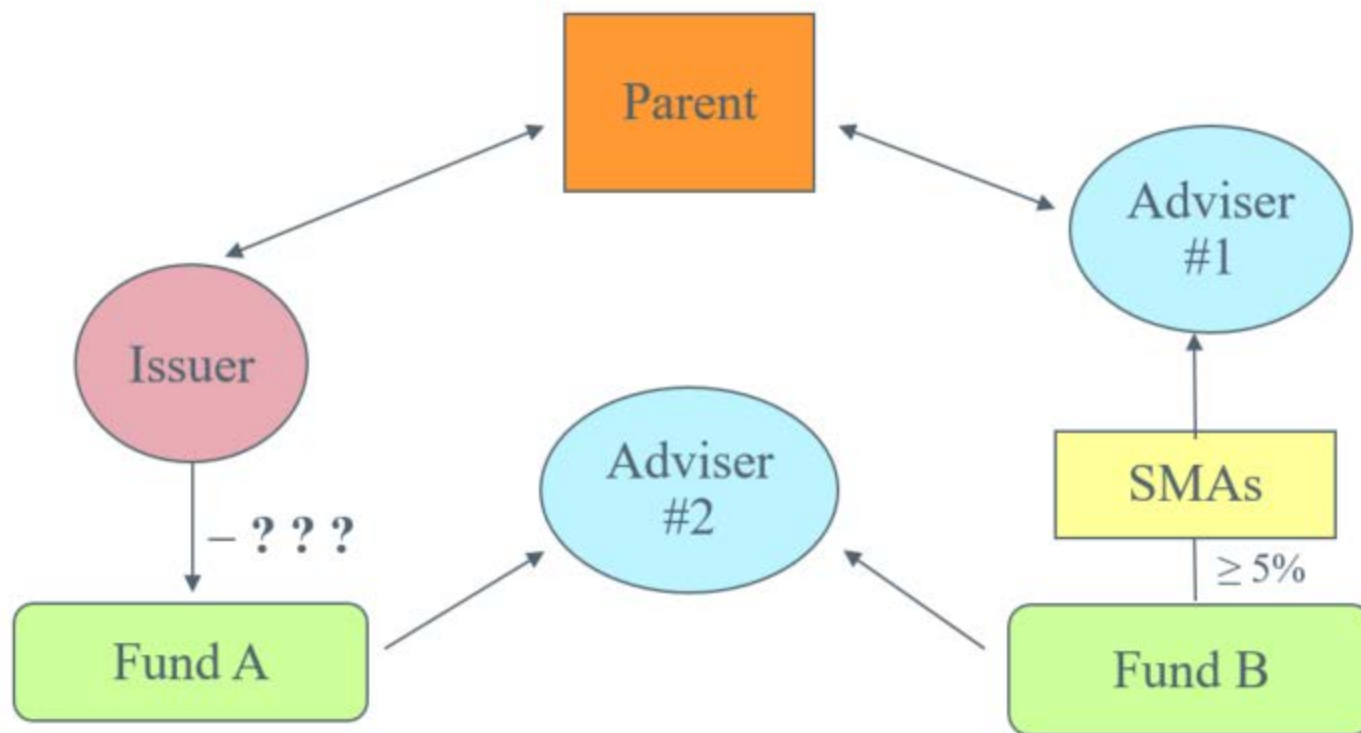 Parent
Adviser
#1
Issuer
Adviser
#2
SMAs
– ? ? ?
≥ 5%
Fund A
Fund B